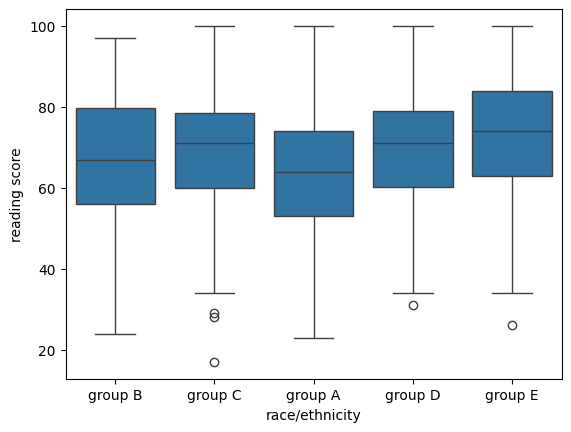 100
80
60
40
20
reading score
group B
group C
group A
group D
group E
race/ethnicity